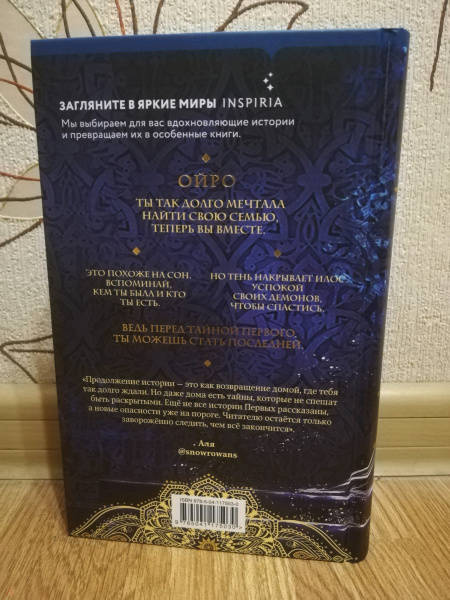 ЗАГЛЯНИТЕ В ЯРКИЕ МИРЫ INSPIRIA
Мы выбираем для вас вдохновляющие истории
и превращаем их в особенные книги.
ОЙРО
ТЫ ТАК ДОЛГО МЕЧТАЛА
НАЙТИ СВОЮ СЕМЬЮ,
ТЕПЕРЬ ВЫ ВМЕСТЕ.
ЭТО ПОХОЖЕ НА СОН.
ВСПОМИНАЙ,
КЕМ ТЫ БЫЛА И КТО
ТЫ ЕСТЬ.
НО ТЕНЬ НАКРЫВАЕТ ИЛОС.
УСПОКОЙ
СВОИХ ДЕМОНОВ,
ЧТОБЫ СПАСТИСЬ.
ВЕДЬ ПЕРЕД ТАЙНОЙ ПЕРВОГО,
ТЫ МОЖЕШЬ СТАТЬ ПОСЛЕДНЕЙ.
«Продолжение истории — это как возвращение домой, где тебя
так долго ждали. Но даже дома есть тайны, которые не спешат
быть раскрытыми. Ещё не все истории Первых рассказаны,
а новые опасности уже на пороге. Читателю остаётся только
заворожённо следить, чем всё закончится».
Аля
@snowrowans